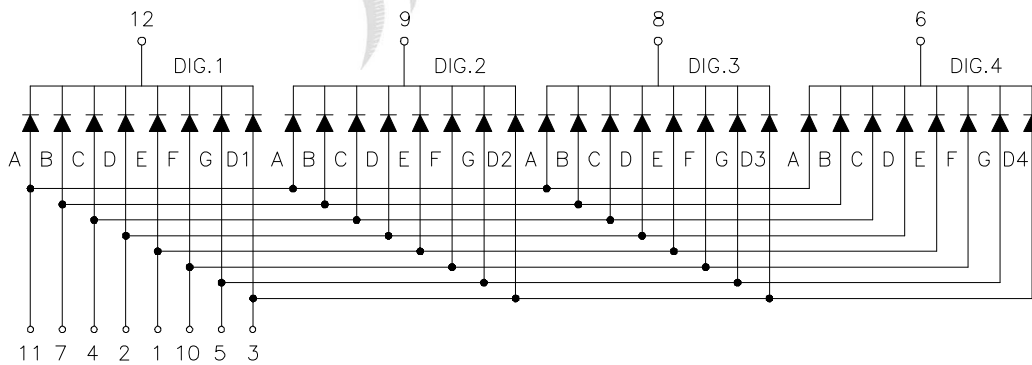 12 9 8 6
DIG.1 DIG.2 DIG.3 DIG.4
A B C D E F G D1 A B C D E F G D2 A B C D E F G D3 A B C D E F G D4
11 7 4 2 1 10 5 3